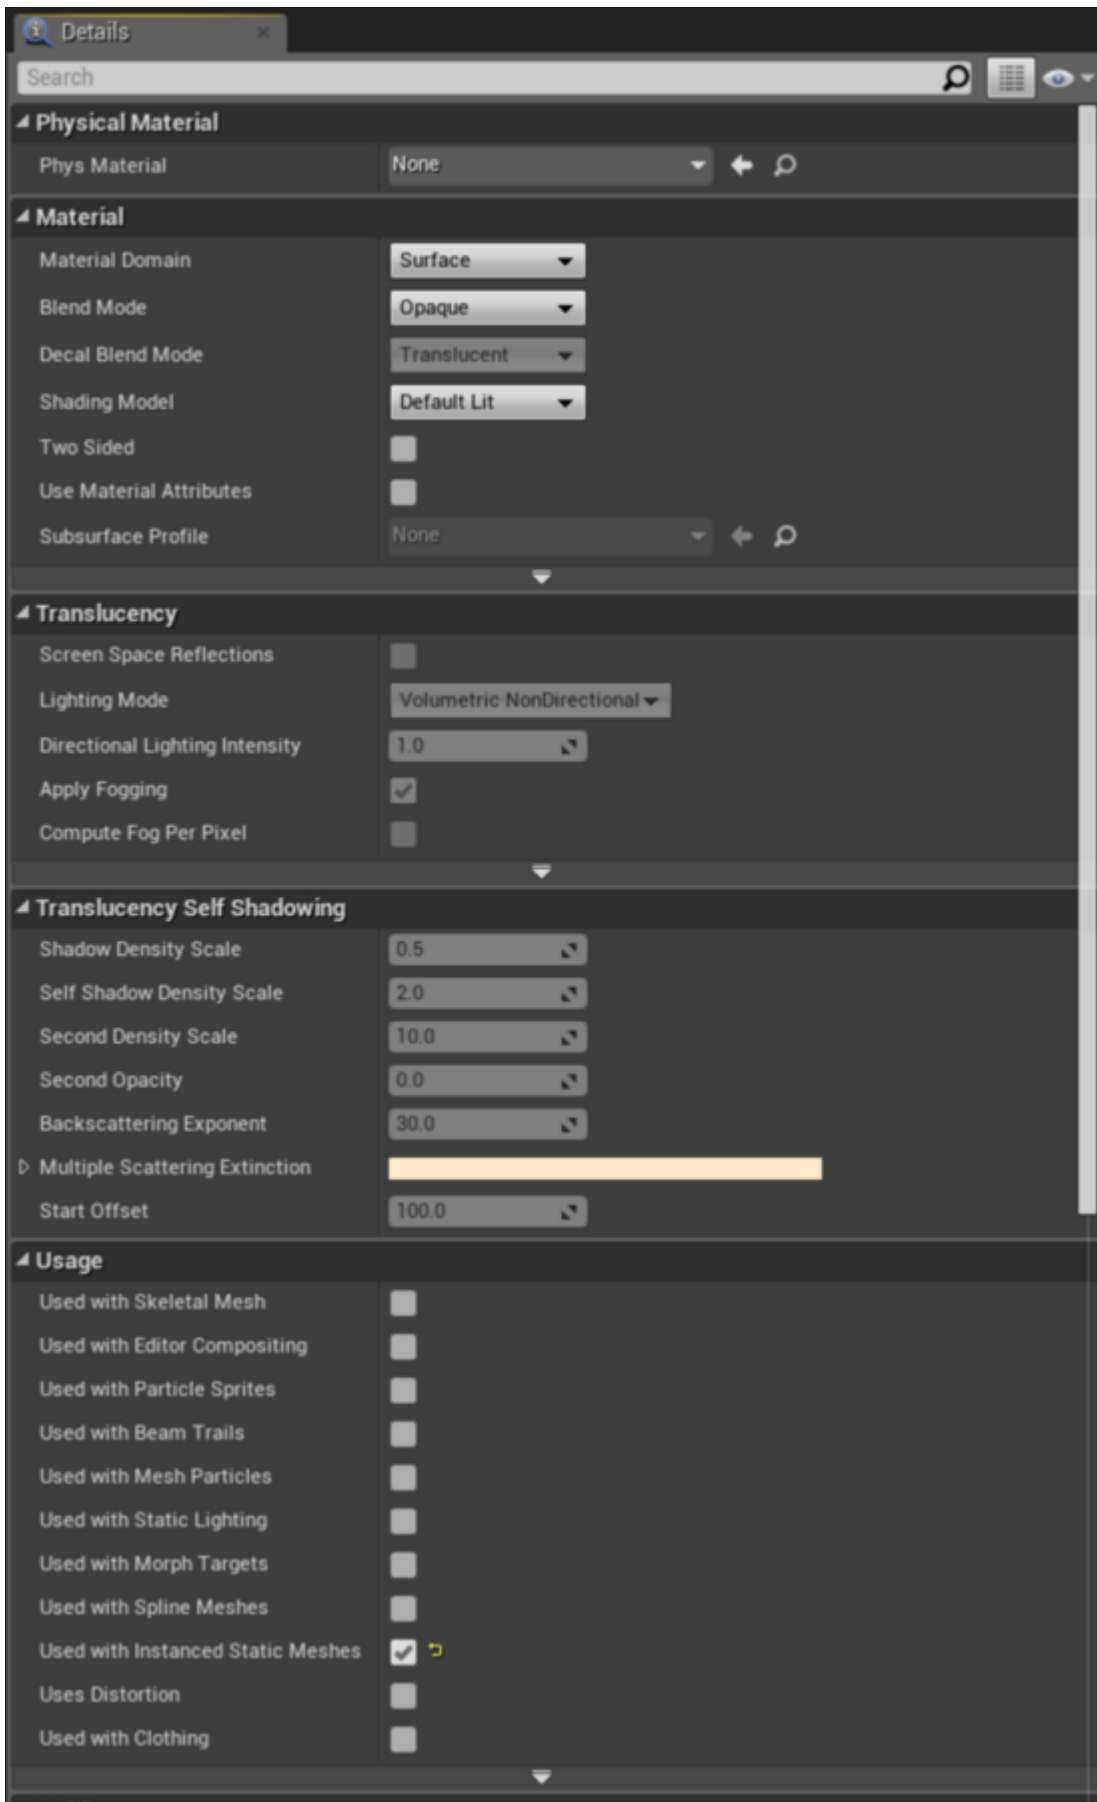 Details
Search
Physical Material
Phys Material None
Material
Material Domain Surface
Blend Mode Opaque
Decal Blend Mode Translucent
Shading Model Default Lit
Two Sided
Use Material Attributes
Subsurface Profile None
Translucency
Screen Space Reflections
Lighting Mode Volumetric NonDirectional
Directional Lighting Intensity 1.0
Apply Fogging
Compute Fog Per Pixel
Translucency Self Shadowing
Shadow Density Scale 0.5
Self Shadow Density Scale 2.0
Second Density Scale 10.0
Second Opacity 0.0
Backscattering Exponent 30.0
Multiple Scattering Extinction
Start Offset 100.0
Usage
Used with Skeletal Mesh
Used with Editor Compositing
Used with Particle Sprites
Used with Beam Trails
Used with Mesh Particles
Used with Static Lighting
Used with Morph Targets
Used with Spline Meshes
Used with Instanced Static Meshes
Uses Distortion
Used with Clothing